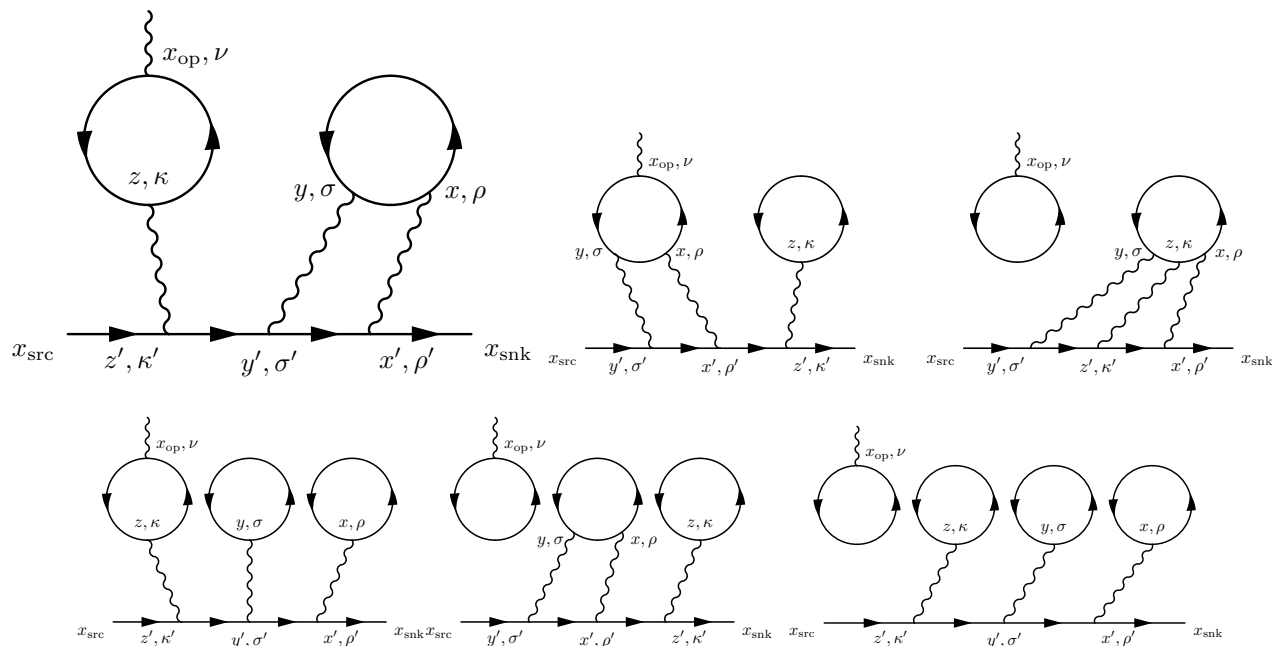 x_op, ν
z, κ
y, σ
x, ρ
x_src
z′, κ′
y′, σ′
x′, ρ′
x_snk
x_op, ν
y, σ
x, ρ
z, κ
x_src
y′, σ′
x′, ρ′
z′, κ′
x_snk
x_op, ν
y, σ
z, κ
x, ρ
x_src
y′, σ′
z′, κ′
x′, ρ′
x_snk
x_op, ν
z, κ
y, σ
x, ρ
x_src
z′, κ′
y′, σ′
x′, ρ′
x_snk
x_op, ν
y, σ
x, ρ
z, κ
x_src
y′, σ′
x′, ρ′
z′, κ′
x_snk
x_op, ν
z, κ
y, σ
x, ρ
x_src
z′, κ′
y′, σ′
x′, ρ′
x_snk